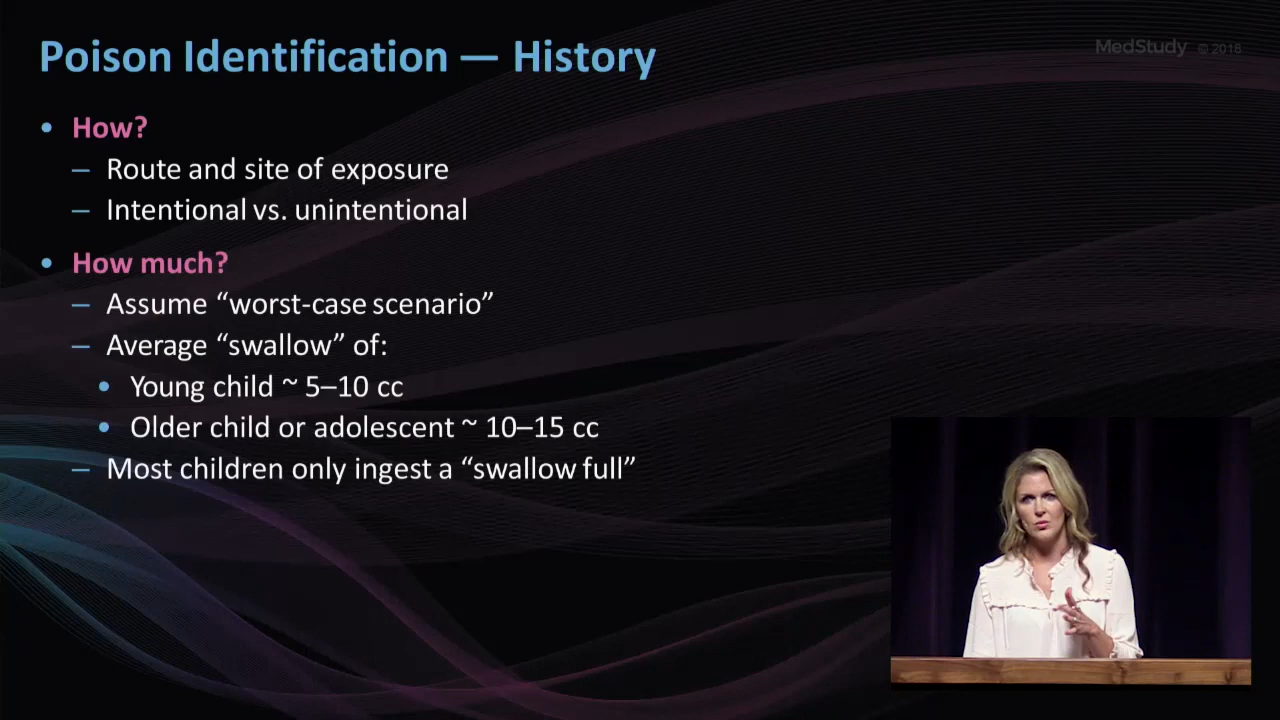 Poison Identification — History
MedStudy © 2018
• How?
– Route and site of exposure
– Intentional vs. unintentional
• How much?
– Assume “worst-case scenario”
– Average “swallow” of:
• Young child ~ 5–10 cc
• Older child or adolescent ~ 10–15 cc
– Most children only ingest a “swallow full”